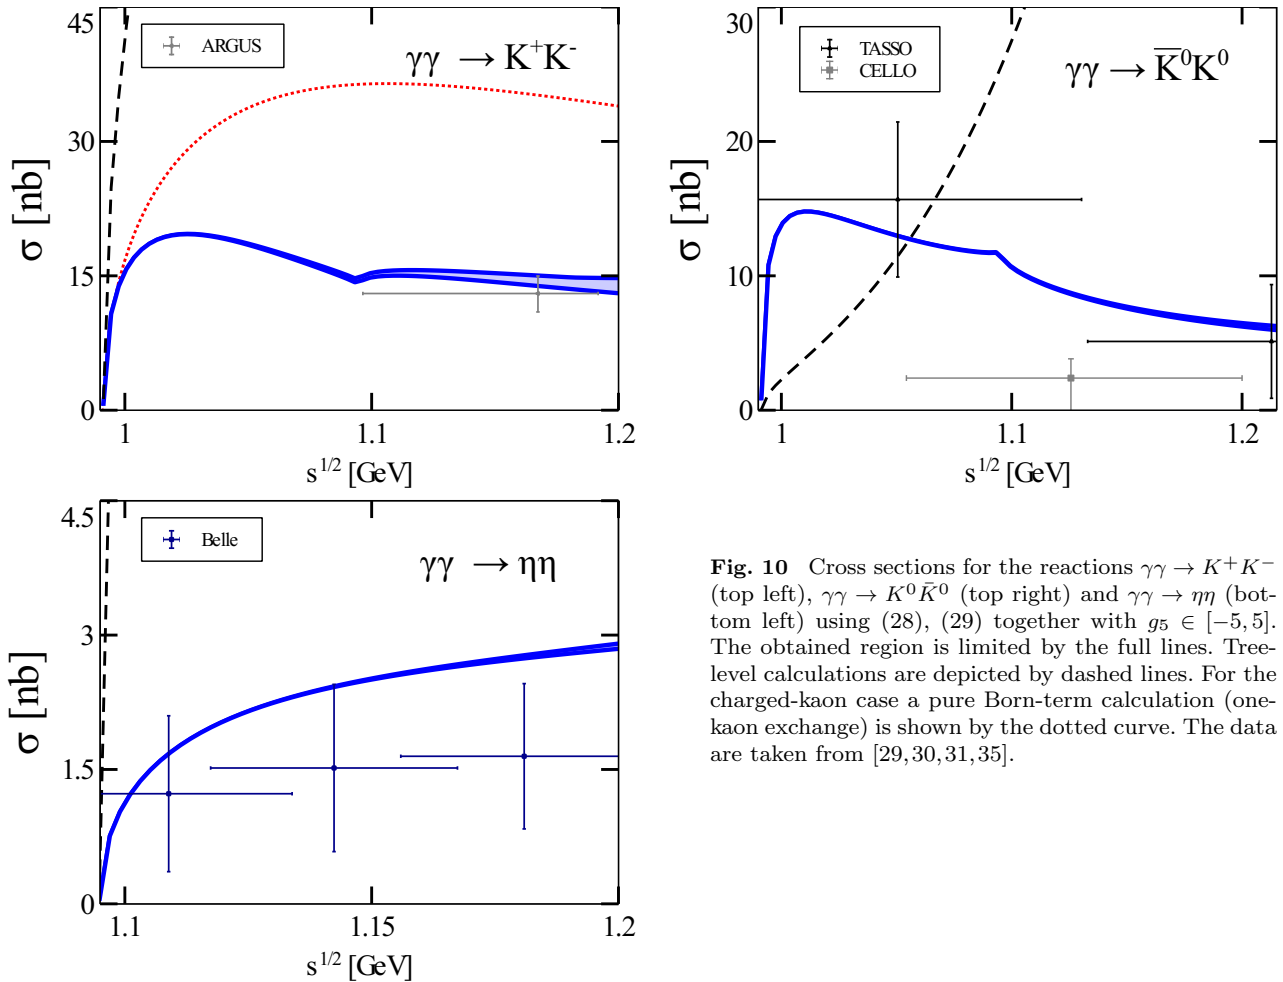 45
30
15
0
σ [nb]
ARGUS
γγ → K⁺K⁻
1 1.1 1.2
s^{1/2} [GeV]
30
20
10
0
σ [nb]
TASSO
CELLO
γγ → K̅⁰K⁰
1 1.1 1.2
s^{1/2} [GeV]
4.5
3
1.5
0
σ [nb]
Belle
γγ → ηη
1.1 1.15 1.2
s^{1/2} [GeV]
Fig. 10 Cross sections for the reactions γγ → K⁺K⁻
(top left), γγ → K⁰K̄⁰ (top right) and γγ → ηη (bot-
tom left) using (28), (29) together with g₅ ∈ [−5, 5].
The obtained region is limited by the full lines. Tree-
level calculations are depicted by dashed lines. For the
charged-kaon case a pure Born-term calculation (one-
kaon exchange) is shown by the dotted curve. The data
are taken from [29,30,31,35].